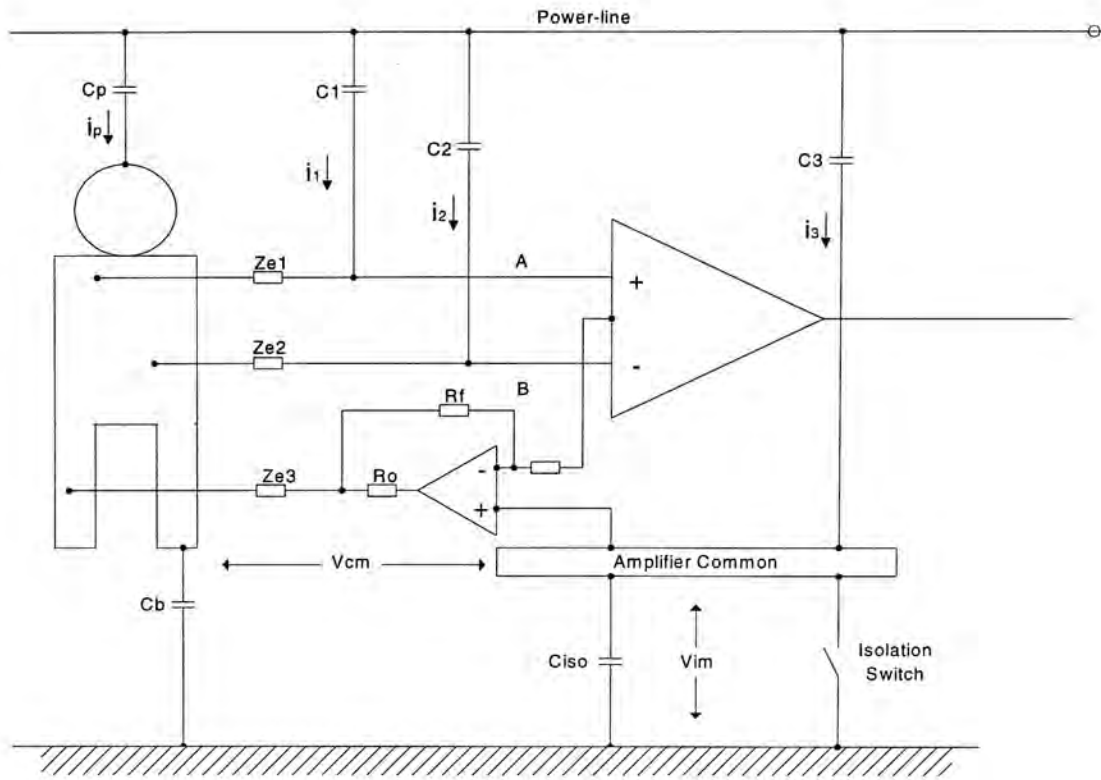 Power-line
Cp
C1
ip
C2
C3
i1
i2
i3
Ze1
A
+
Ze2
-
Rf
B
Ze3
Ro
-
+
Vcm
Amplifier Common
Cb
Ciso
Vim
Isolation
Switch